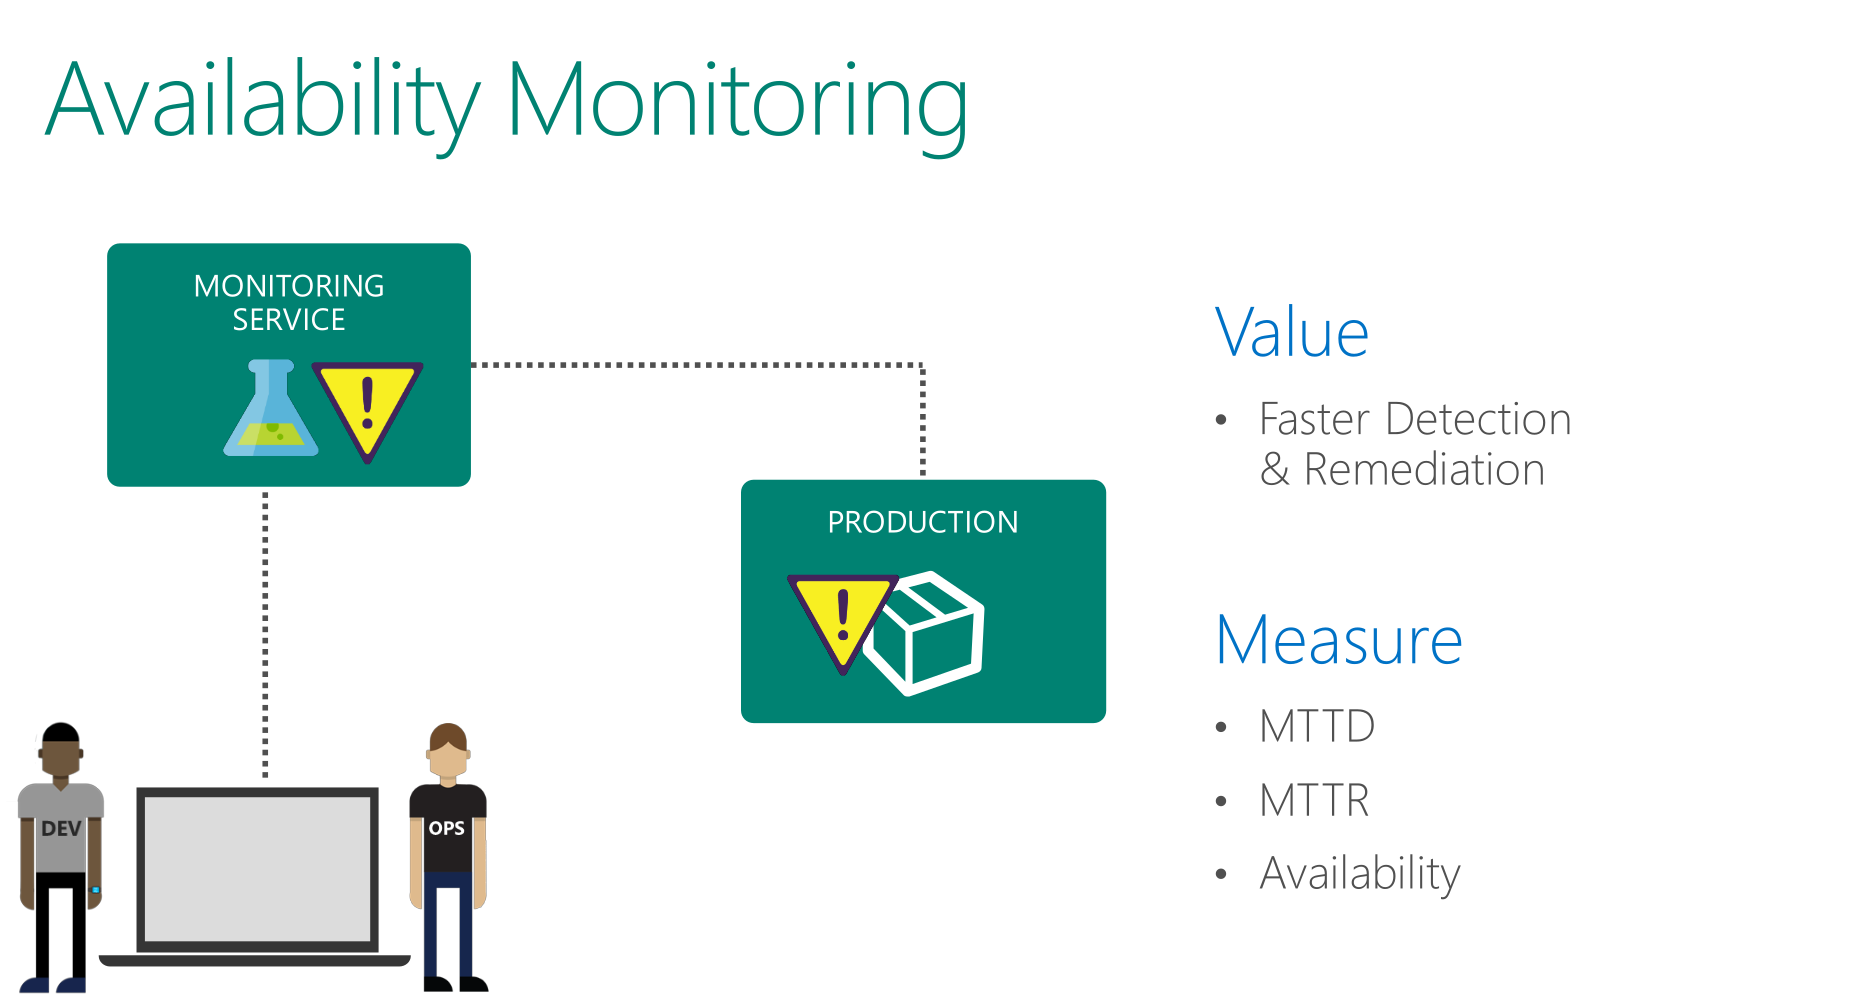 Availability Monitoring
MONITORING
SERVICE
PRODUCTION
DEV
OPS
Value
• Faster Detection
& Remediation
Measure
• MTTD
• MTTR
• Availability